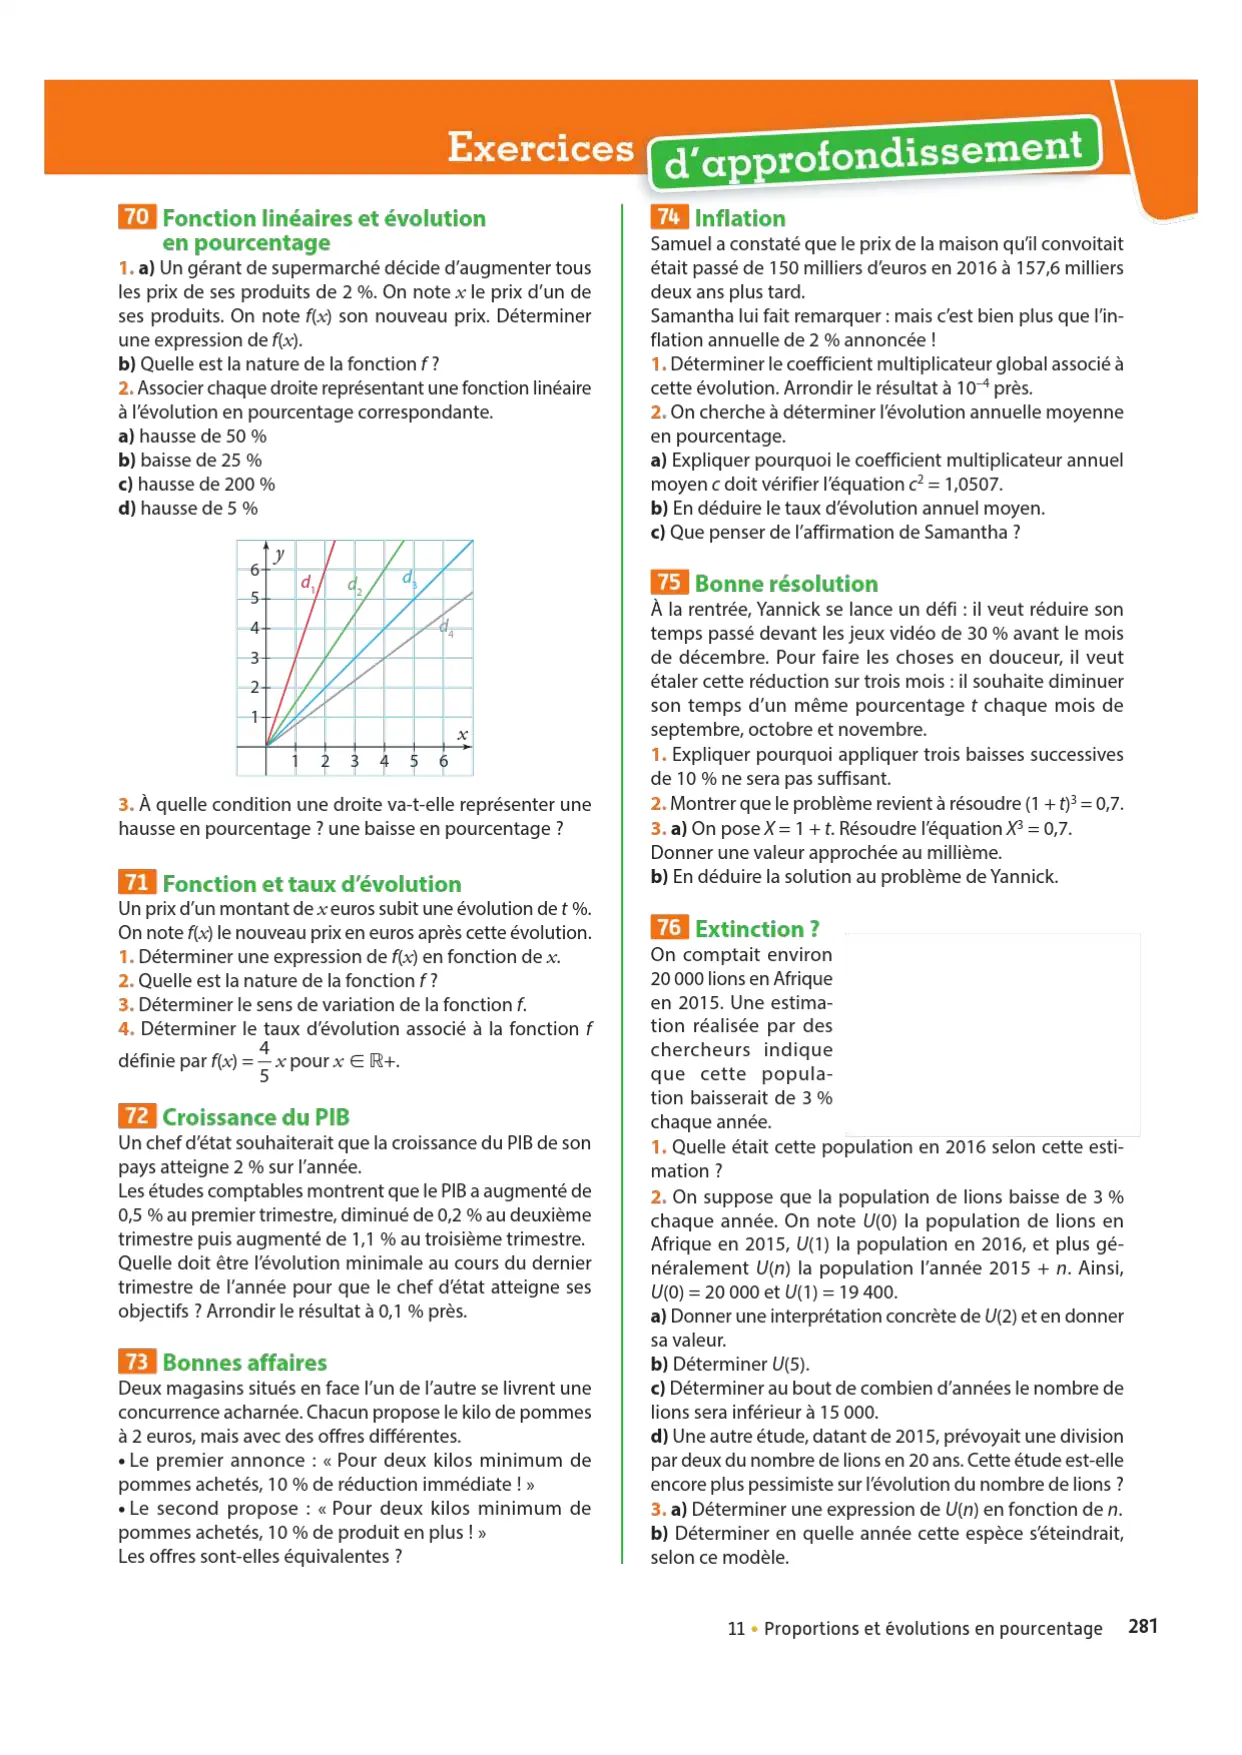 Exercices d'approfondissement
70 Fonction linéaires et évolution
en pourcentage
1. a) Un gérant de supermarché décide d'augmenter tous
les prix de ses produits de 2 %. On note x le prix d'un de
ses produits. On note f(x) son nouveau prix. Déterminer
une expression de f(x).
b) Quelle est la nature de la fonction f ?
2. Associer chaque droite représentant une fonction linéaire
à l'évolution en pourcentage correspondante.
a) hausse de 50 %
b) baisse de 25 %
c) hausse de 200 %
d) hausse de 5 %
y
6
5
4
3
2
1
d1
d2
d3
d4
x
1 2 3 4 5 6
3. À quelle condition une droite va-t-elle représenter une
hausse en pourcentage ? une baisse en pourcentage ?
71 Fonction et taux d'évolution
Un prix d'un montant de x euros subit une évolution de t %.
On note f(x) le nouveau prix en euros après cette évolution.
1. Déterminer une expression de f(x) en fonction de x.
2. Quelle est la nature de la fonction f ?
3. Déterminer le sens de variation de la fonction f.
4. Déterminer le taux d'évolution associé à la fonction f
définie par f(x) = 4/5 x pour x ∈ ℝ+.
72 Croissance du PIB
Un chef d'état souhaiterait que la croissance du PIB de son
pays atteigne 2 % sur l'année.
Les études comptables montrent que le PIB a augmenté de
0,5 % au premier trimestre, diminué de 0,2 % au deuxième
trimestre puis augmenté de 1,1 % au troisième trimestre.
Quelle doit être l'évolution minimale au cours du dernier
trimestre de l'année pour que le chef d'état atteigne ses
objectifs ? Arrondir le résultat à 0,1 % près.
73 Bonnes affaires
Deux magasins situés en face l'un de l'autre se livrent une
concurrence acharnée. Chacun propose le kilo de pommes
à 2 euros, mais avec des offres différentes.
• Le premier annonce : « Pour deux kilos minimum de
pommes achetés, 10 % de réduction immédiate ! »
• Le second propose : « Pour deux kilos minimum de
pommes achetés, 10 % de produit en plus ! »
Les offres sont-elles équivalentes ?
74 Inflation
Samuel a constaté que le prix de la maison qu'il convoitait
était passé de 150 milliers d'euros en 2016 à 157,6 milliers
deux ans plus tard.
Samantha lui fait remarquer : mais c'est bien plus que l'in-
flation annuelle de 2 % annoncée !
1. Déterminer le coefficient multiplicateur global associé à
cette évolution. Arrondir le résultat à 10⁻⁴ près.
2. On cherche à déterminer l'évolution annuelle moyenne
en pourcentage.
a) Expliquer pourquoi le coefficient multiplicateur annuel
moyen c doit vérifier l'équation c² = 1,0507.
b) En déduire le taux d'évolution annuel moyen.
c) Que penser de l'affirmation de Samantha ?
75 Bonne résolution
À la rentrée, Yannick se lance un défi : il veut réduire son
temps passé devant les jeux vidéo de 30 % avant le mois
de décembre. Pour faire les choses en douceur, il veut
étaler cette réduction sur trois mois : il souhaite diminuer
son temps d'un même pourcentage t chaque mois de
septembre, octobre et novembre.
1. Expliquer pourquoi appliquer trois baisses successives
de 10 % ne sera pas suffisant.
2. Montrer que le problème revient à résoudre (1 + t)³ = 0,7.
3. a) On pose X = 1 + t. Résoudre l'équation X³ = 0,7.
Donner une valeur approchée au millième.
b) En déduire la solution au problème de Yannick.
76 Extinction ?
On comptait environ
20 000 lions en Afrique
en 2015. Une estima-
tion réalisée par des
chercheurs indique
que cette popula-
tion baisserait de 3 %
chaque année.
1. Quelle était cette population en 2016 selon cette esti-
mation ?
2. On suppose que la population de lions baisse de 3 %
chaque année. On note U(0) la population de lions en
Afrique en 2015, U(1) la population en 2016, et plus gé-
néralement U(n) la population l'année 2015 + n. Ainsi,
U(0) = 20 000 et U(1) = 19 400.
a) Donner une interprétation concrète de U(2) et en donner
sa valeur.
b) Déterminer U(5).
c) Déterminer au bout de combien d'années le nombre de
lions sera inférieur à 15 000.
d) Une autre étude, datant de 2015, prévoyait une division
par deux du nombre de lions en 20 ans. Cette étude est-elle
encore plus pessimiste sur l'évolution du nombre de lions ?
3. a) Déterminer une expression de U(n) en fonction de n.
b) Déterminer en quelle année cette espèce s'éteindrait,
selon ce modèle.
11 • Proportions et évolutions en pourcentage 281